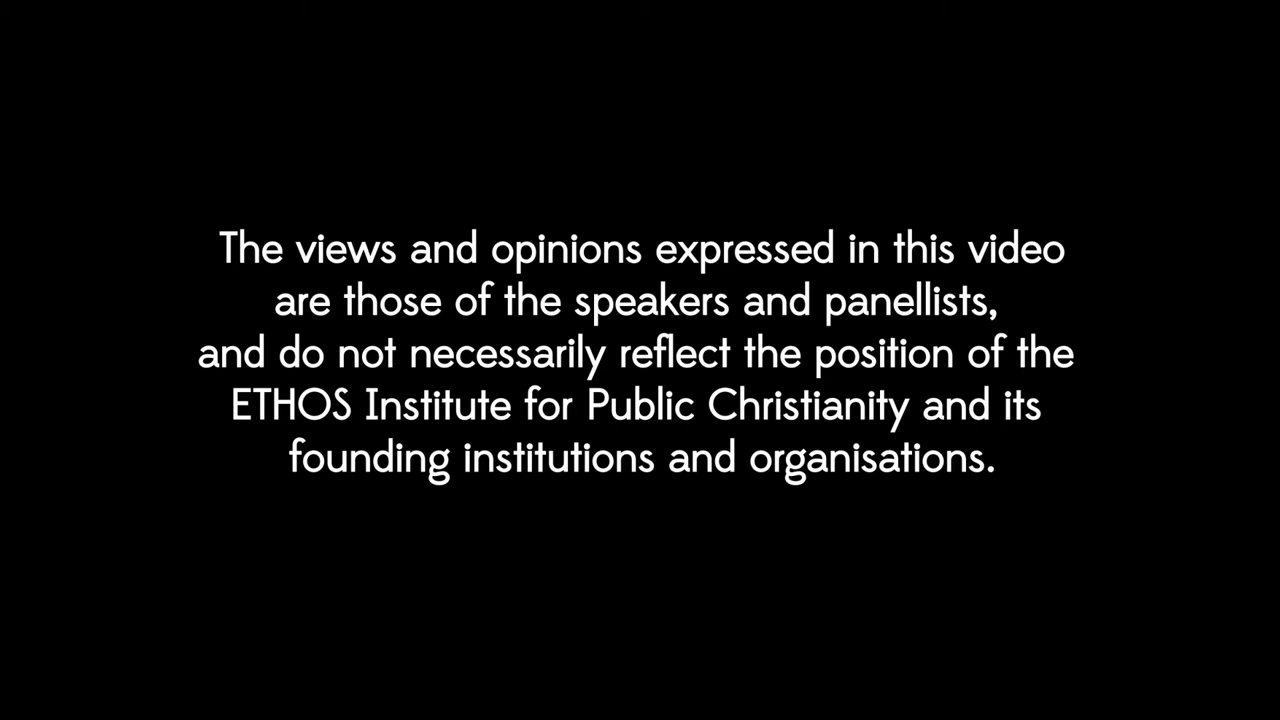 The views and opinions expressed in this video
are those of the speakers and panellists,
and do not necessarily reflect the position of the
ETHOS Institute for Public Christianity and its
founding institutions and organisations.